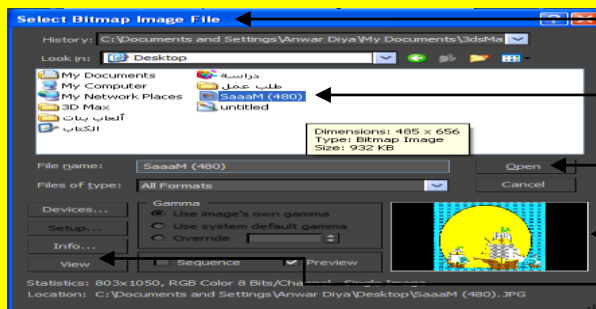 Select Bitmap Image File
History: C:\Documents and Settings\Anwar Diya\My Documents\3dsMa
Look in: Desktop
My Documents
My Computer
My Network Places
3D Max
ألعاب بنات
الكتاب
دراسه
طلب عمل
SaaaM (480)
untitled
Dimensions: 485 x 656
Type: Bitmap Image
Size: 932 KB
File name: SaaaM (480) Open
Files of type: All Formats Cancel
Devices...
Setup...
Info...
View
Gamma
Use image's own gamma
Use system default gamma
Override
Sequence Preview
Statistics: 803x1050, RGB Color 8 Bits/Channel - Single Image
Location: C:\Documents and Settings\Anwar Diya\Desktop\SaaaM (480).JPG